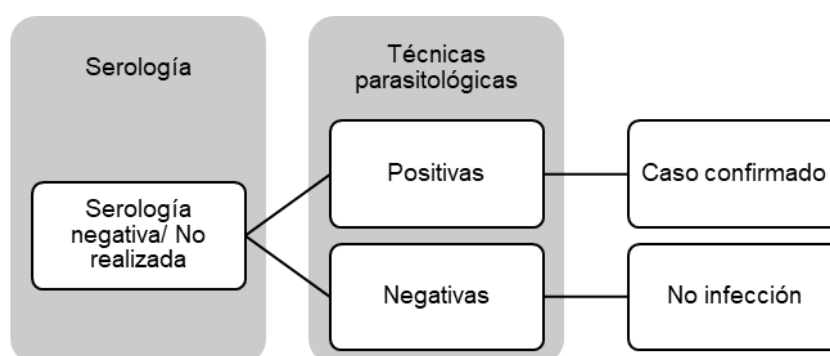 Serología
Técnicas
parasitológicas
Serología
negativa/ No
realizada
Positivas
Caso confirmado
Negativas
No infección